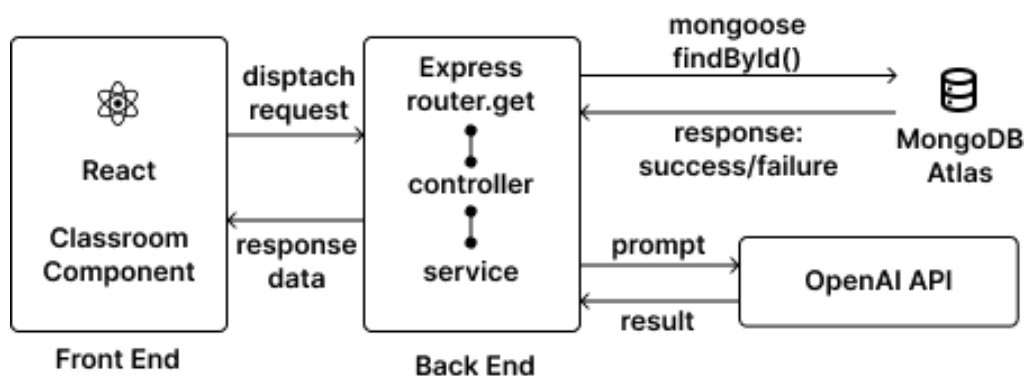 React
Classroom
Component
Front End
disptach
request
response
data
Express
router.get
controller
service
Back End
mongoose
findById()
response:
success/failure
MongoDB
Atlas
prompt
result
OpenAI API